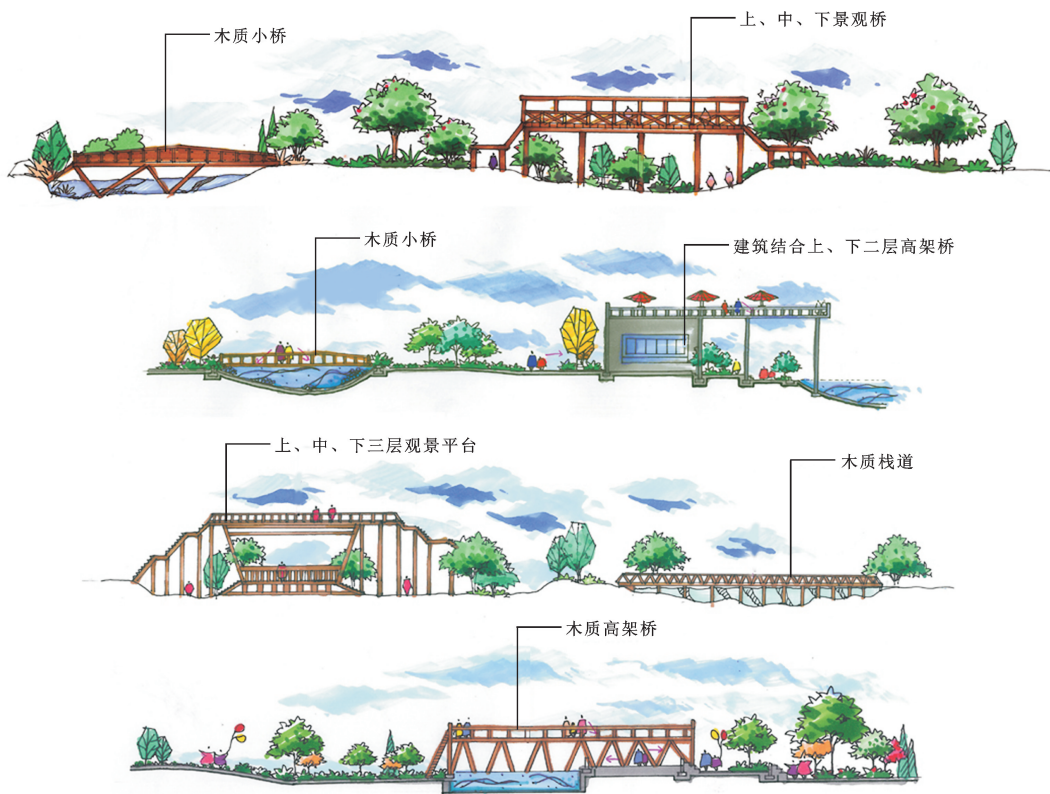 木质小桥
上、中、下景观桥
木质小桥
建筑结合上、下二层高架桥
上、中、下三层观景平台
木质栈道
木质高架桥